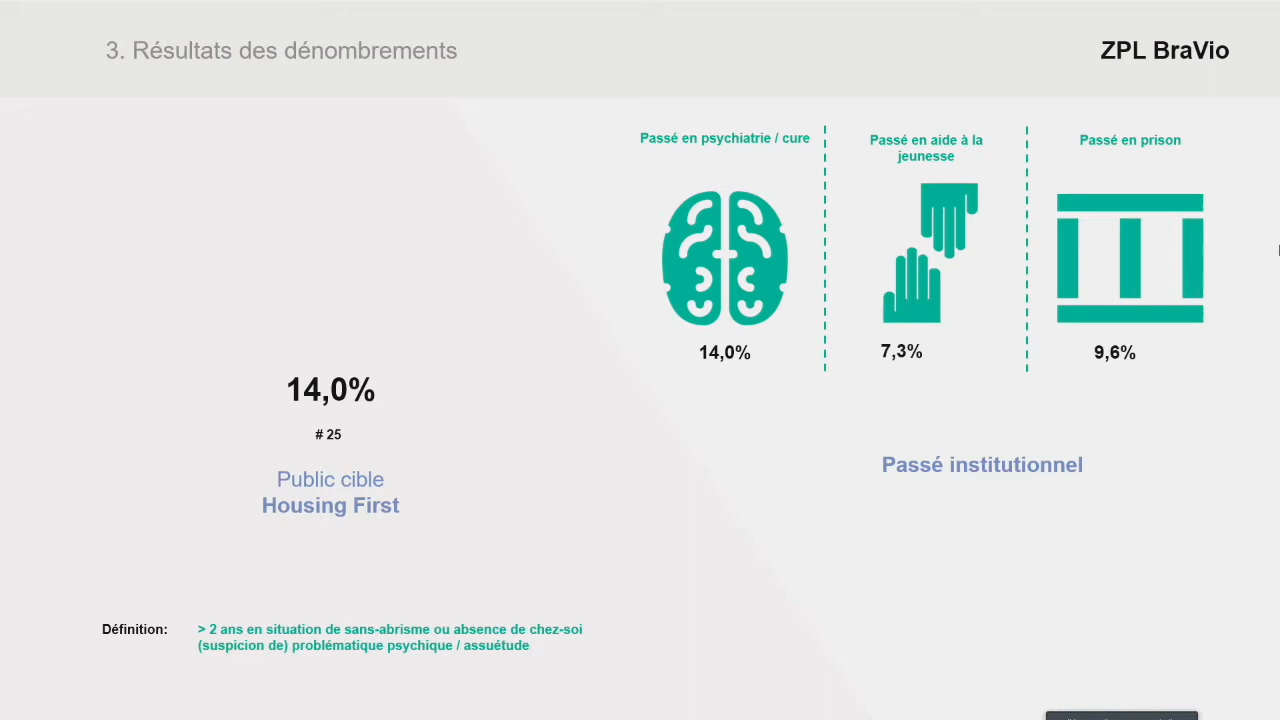 3. Résultats des dénombrements
ZPL BraVio
Passé en psychiatrie / cure
Passé en aide à la
jeunesse
Passé en prison
14,0%
7,3%
9,6%
14,0%
# 25
Public cible
Housing First
Passé institutionnel
Définition:
> 2 ans en situation de sans-abrisme ou absence de chez-soi
(suspicion de) problématique psychique / assuétude